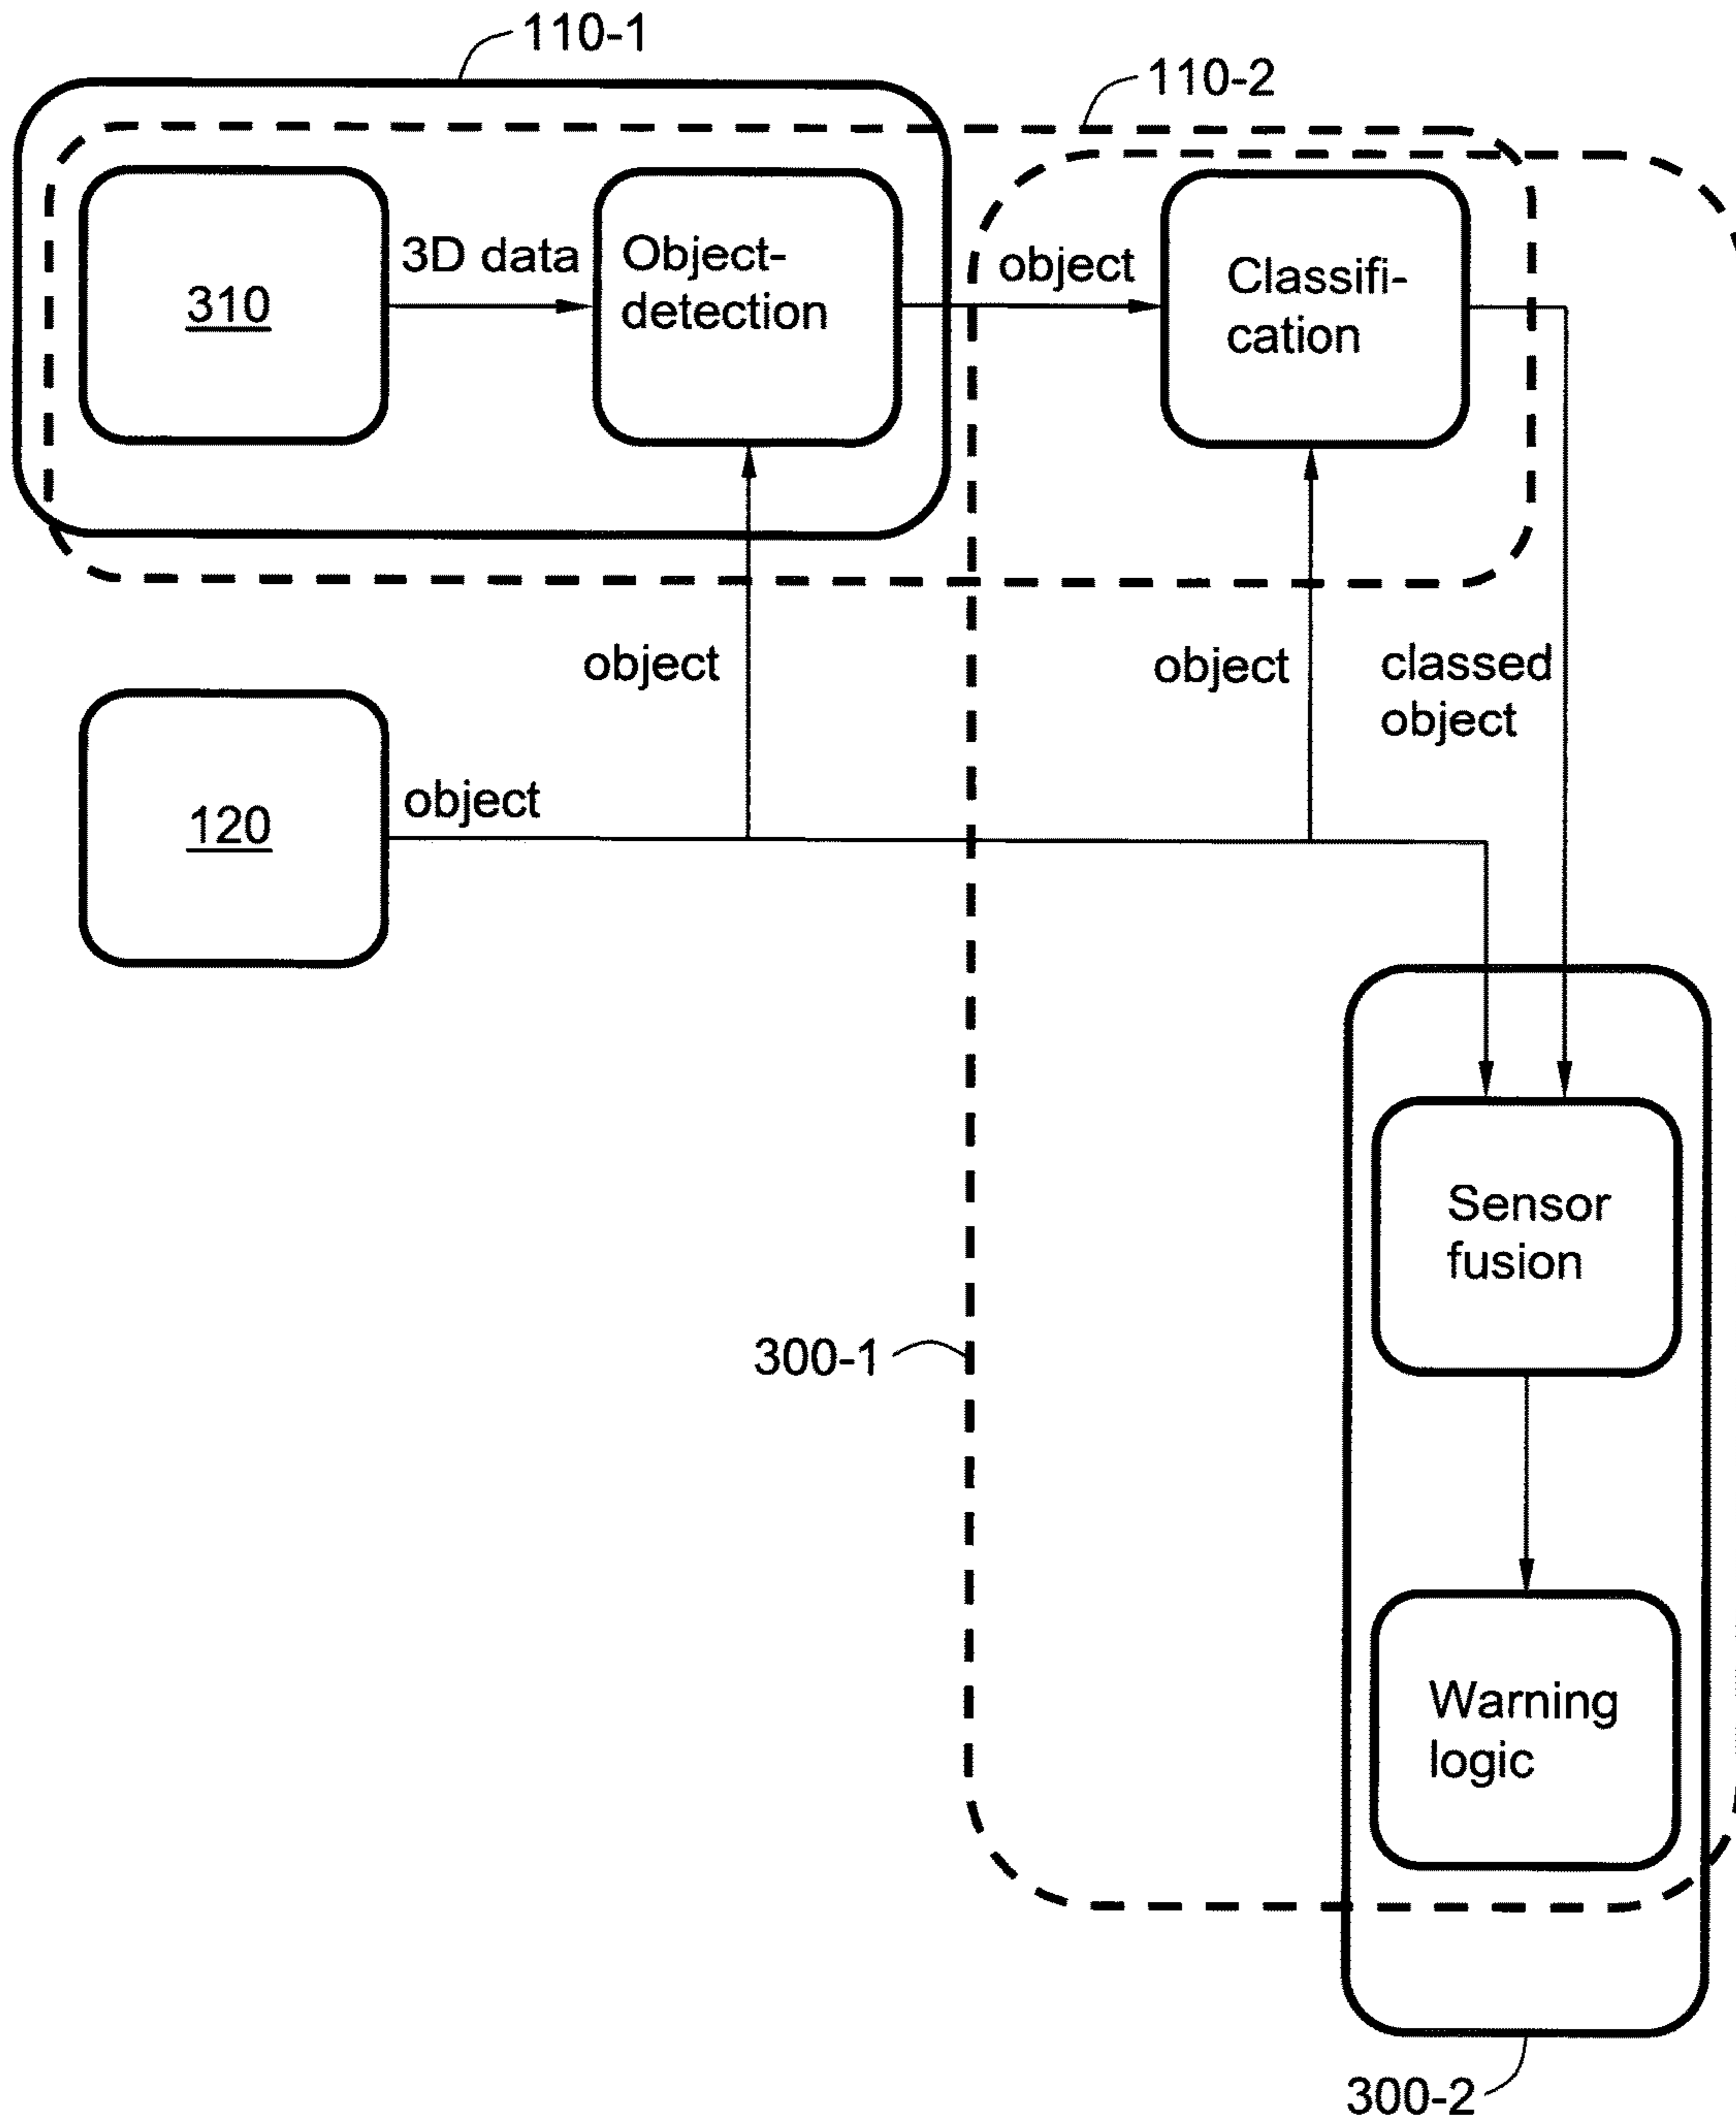 110-1
110-2
310
3D data
Object-
detection
object
Classifi-
cation
object
object
classed
object
120
object
Sensor
fusion
300-1
Warning
logic
300-2